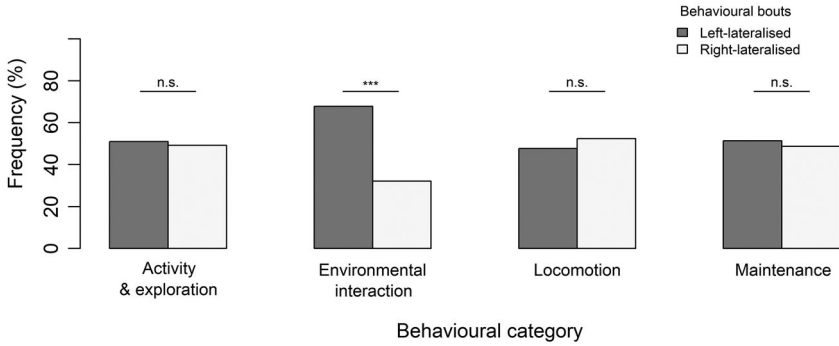 Behavioural bouts
Left-lateralised
Right-lateralised
Frequency (%)
80
60
40
20
0
n.s.
***
n.s.
n.s.
Activity
& exploration
Environmental
interaction
Locomotion
Maintenance
Behavioural category